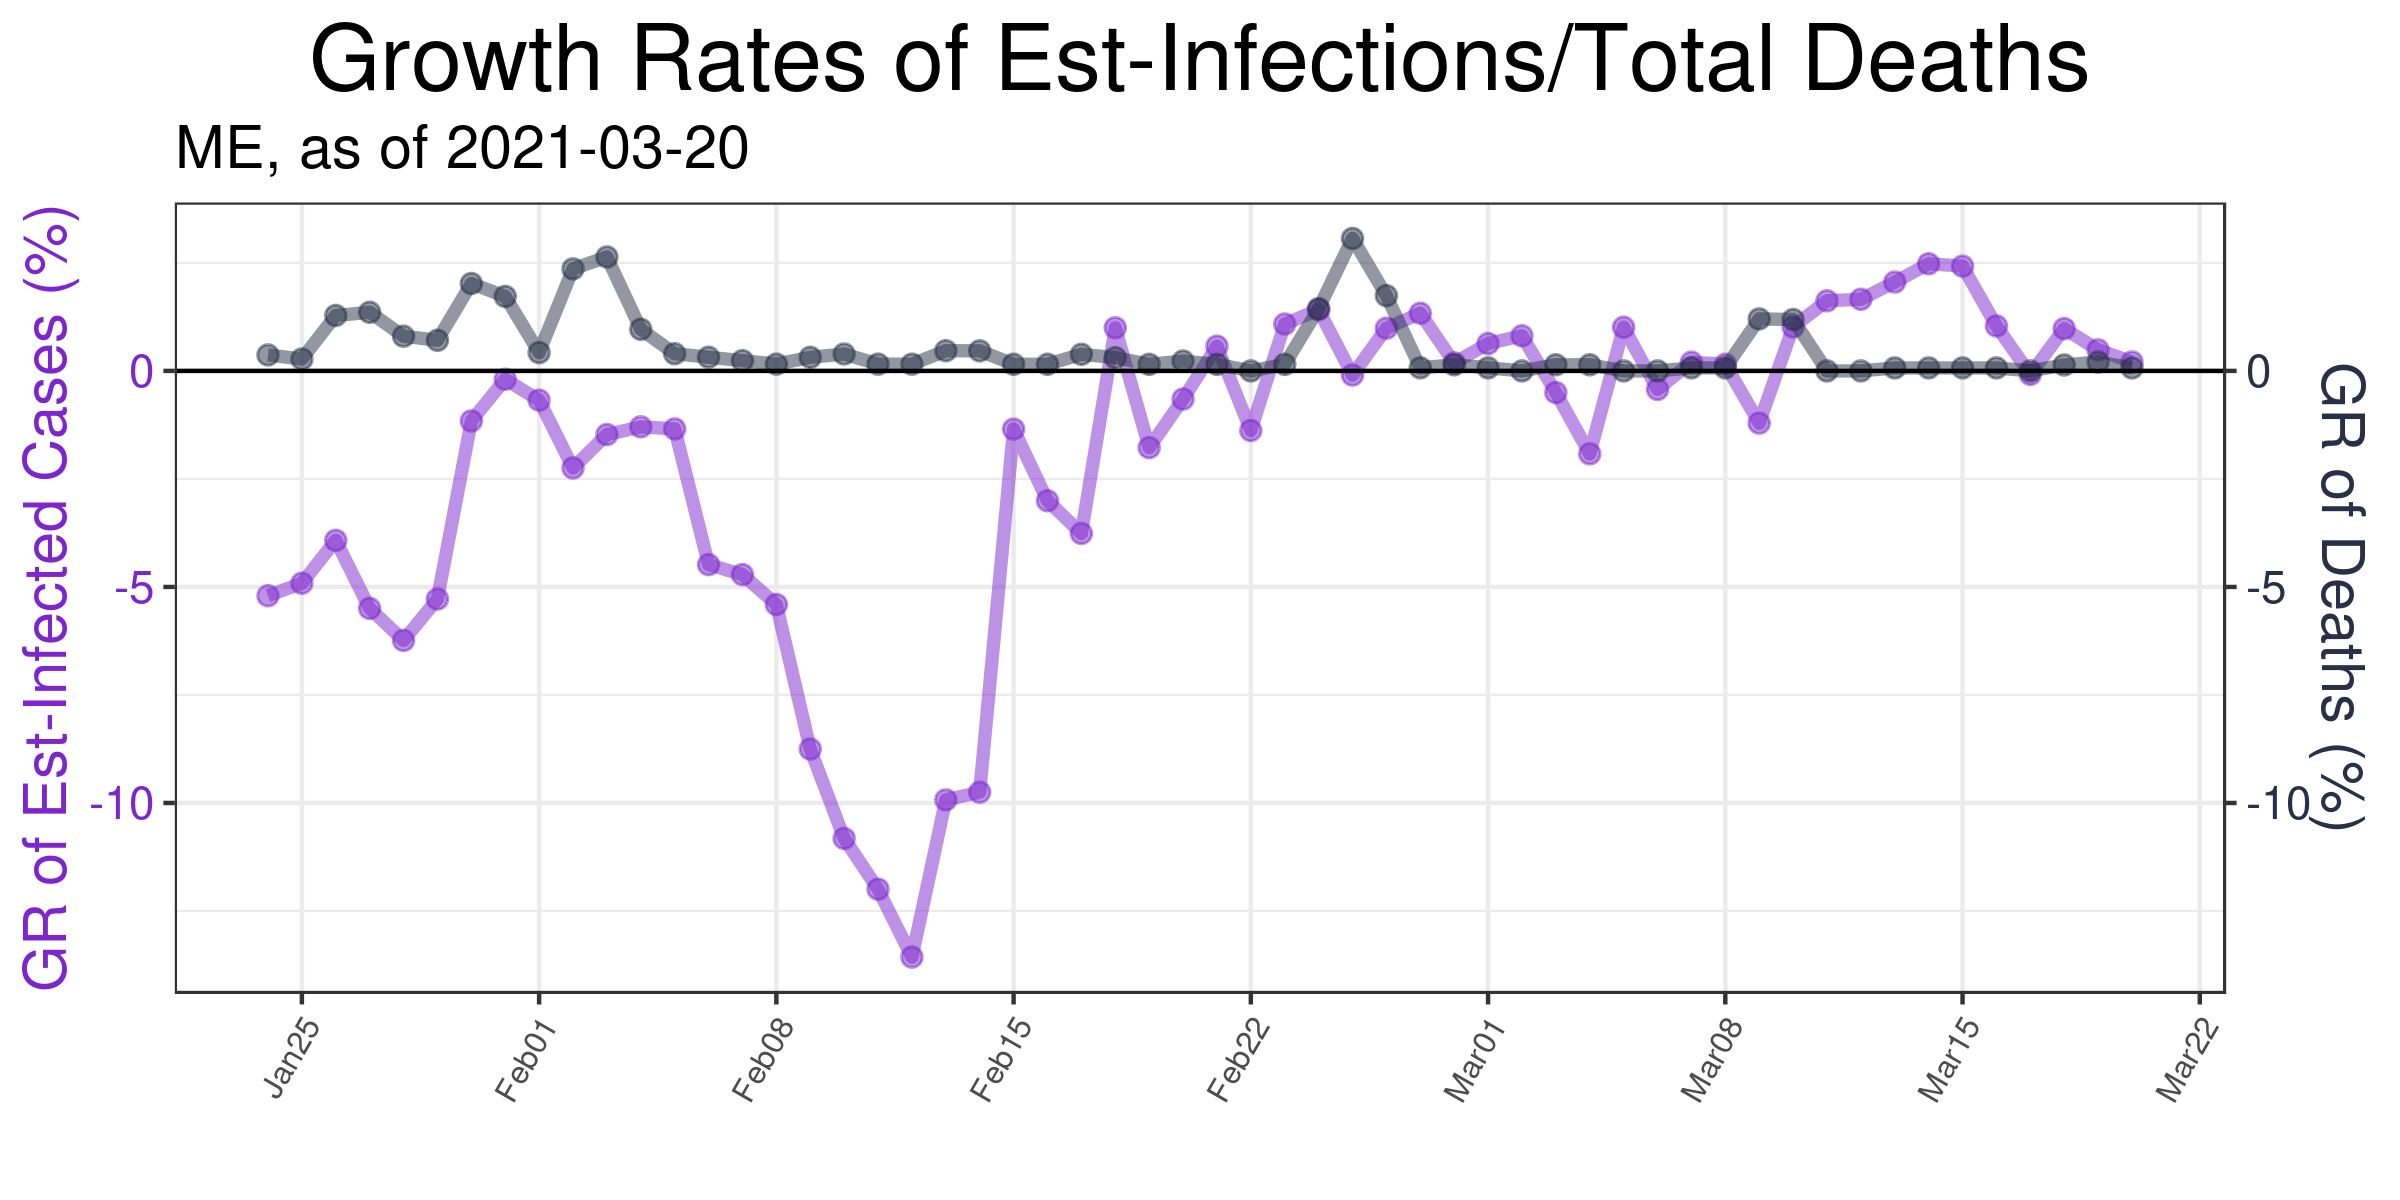 Growth Rates of Est-Infections/Total Deaths
ME, as of 2021-03-20
GR of Est-Infected Cases (%)
0
-5
-10
0
-5
-10
GR of Deaths (%)
Jan25
Feb01
Feb08
Feb15
Feb22
Mar01
Mar08
Mar15
Mar22